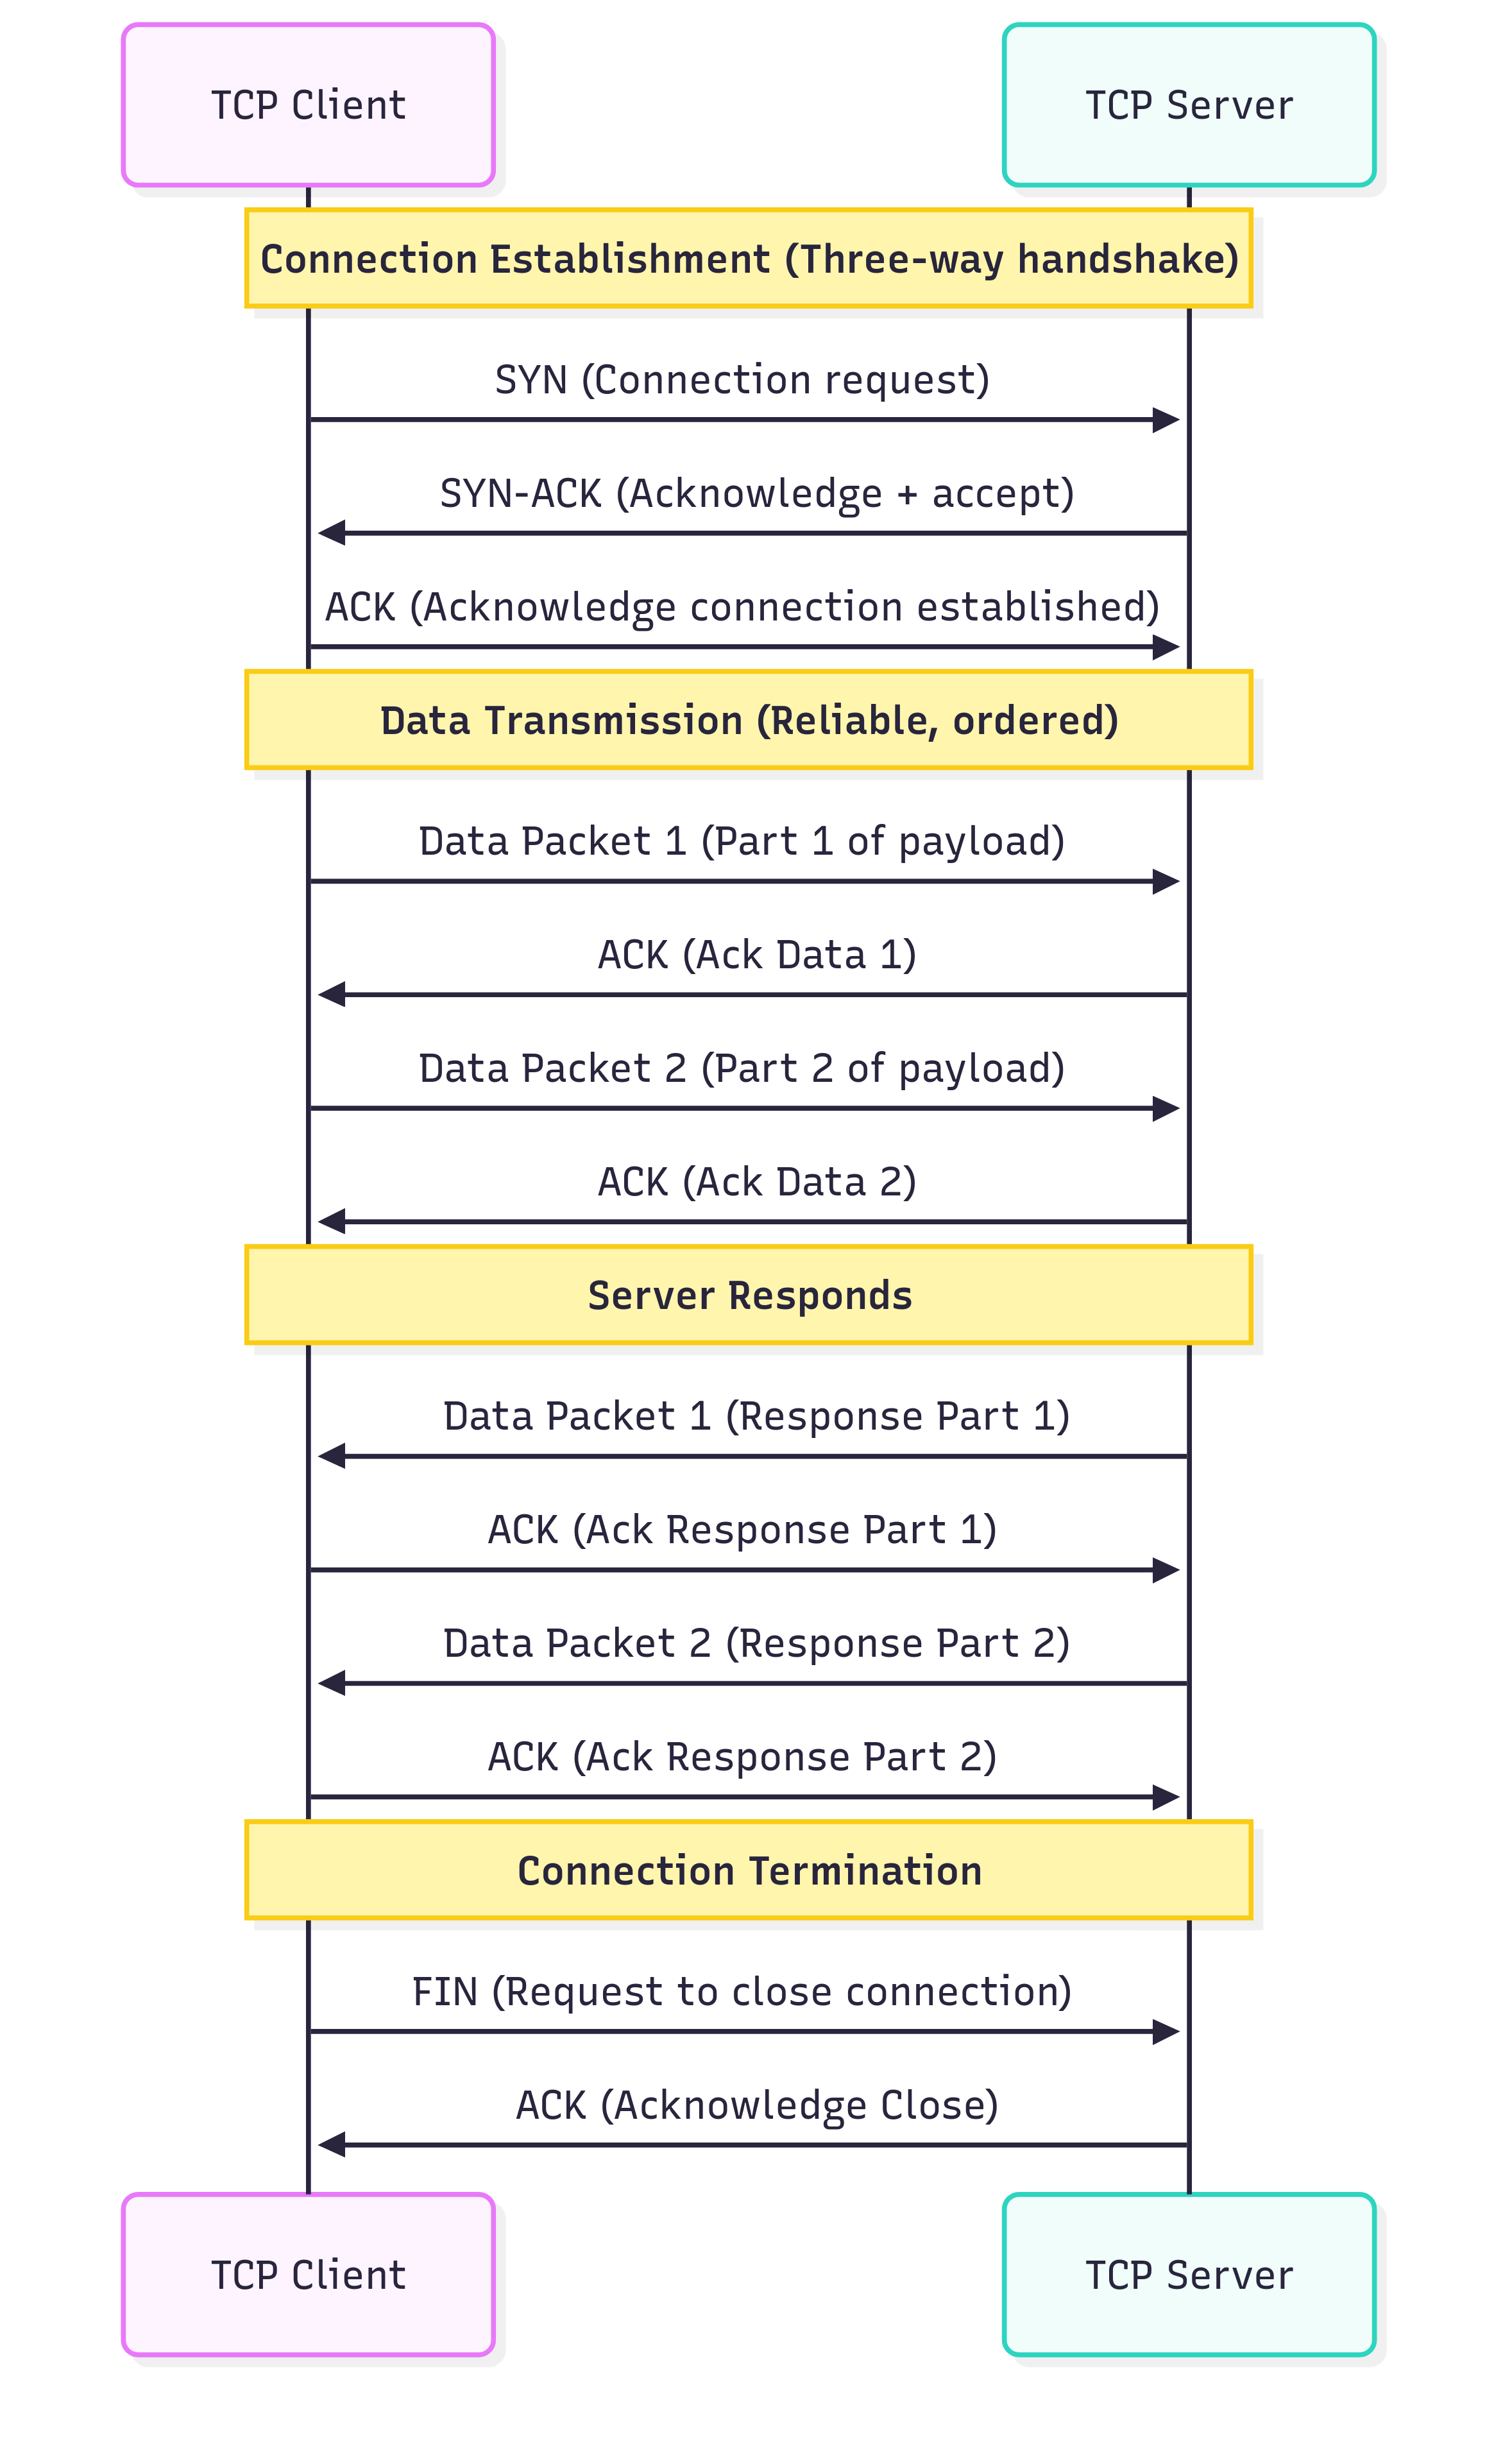 TCP Client
TCP Server
Connection Establishment (Three-way handshake)
SYN (Connection request)
SYN-ACK (Acknowledge + accept)
ACK (Acknowledge connection established)
Data Transmission (Reliable, ordered)
Data Packet 1 (Part 1 of payload)
ACK (Ack Data 1)
Data Packet 2 (Part 2 of payload)
ACK (Ack Data 2)
Server Responds
Data Packet 1 (Response Part 1)
ACK (Ack Response Part 1)
Data Packet 2 (Response Part 2)
ACK (Ack Response Part 2)
Connection Termination
FIN (Request to close connection)
ACK (Acknowledge Close)
TCP Client
TCP Server